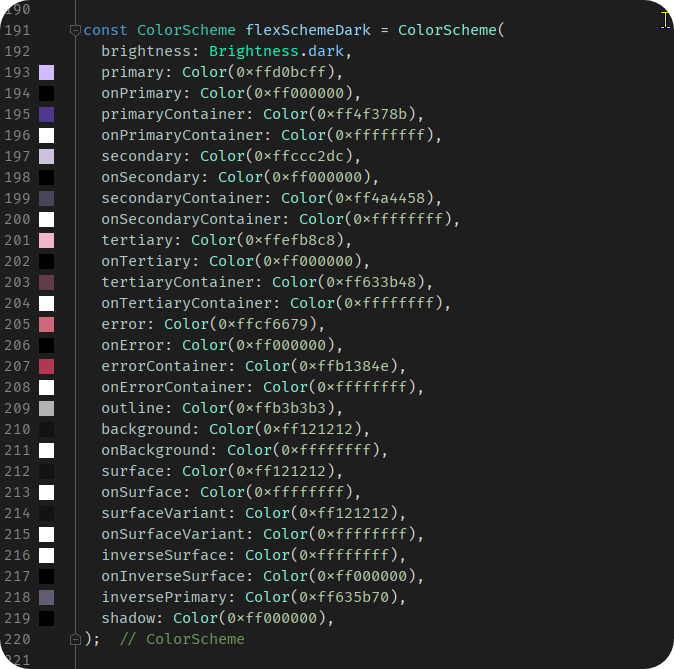 190
191 const ColorScheme flexSchemeDark = ColorScheme(
192 brightness: Brightness.dark,
193 primary: Color(0xffd0bcff),
194 onPrimary: Color(0xff000000),
195 primaryContainer: Color(0xff4f378b),
196 onPrimaryContainer: Color(0xffffffff),
197 secondary: Color(0xffccc2dc),
198 onSecondary: Color(0xff000000),
199 secondaryContainer: Color(0xff4a4458),
200 onSecondaryContainer: Color(0xffffffff),
201 tertiary: Color(0xffefb8c8),
202 onTertiary: Color(0xff000000),
203 tertiaryContainer: Color(0xff633b48),
204 onTertiaryContainer: Color(0xffffffff),
205 error: Color(0xffcf6679),
206 onError: Color(0xff000000),
207 errorContainer: Color(0xffb1384e),
208 onErrorContainer: Color(0xffffffff),
209 outline: Color(0xffb3b3b3),
210 background: Color(0xff121212),
211 onBackground: Color(0xffffffff),
212 surface: Color(0xff121212),
213 onSurface: Color(0xffffffff),
214 surfaceVariant: Color(0xff121212),
215 onSurfaceVariant: Color(0xffffffff),
216 inverseSurface: Color(0xffffffff),
217 onInverseSurface: Color(0xff000000),
218 inversePrimary: Color(0xff635b70),
219 shadow: Color(0xff000000),
220 ); // ColorScheme
221